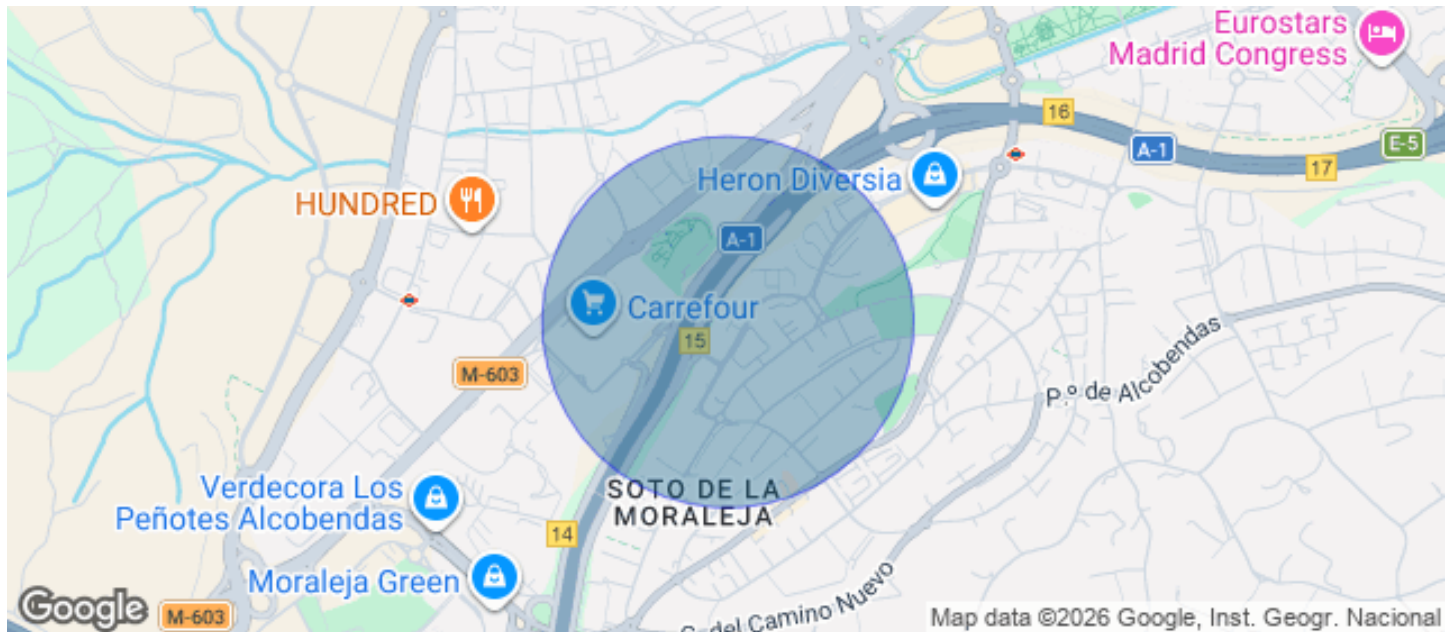 Eurostars
Madrid Congress
16
A-1
E-5
17
Heron Diversia
HUNDRED
A-1
Carrefour
15
M-603
P.º de Alcobendas
Verdecora Los
Peñotes Alcobendas
SOTO DE LA
MORALEJA
14
Moraleja Green
C. del Camino Nuevo
Google
M-603
Map data ©2026 Google, Inst. Geogr. Nacional